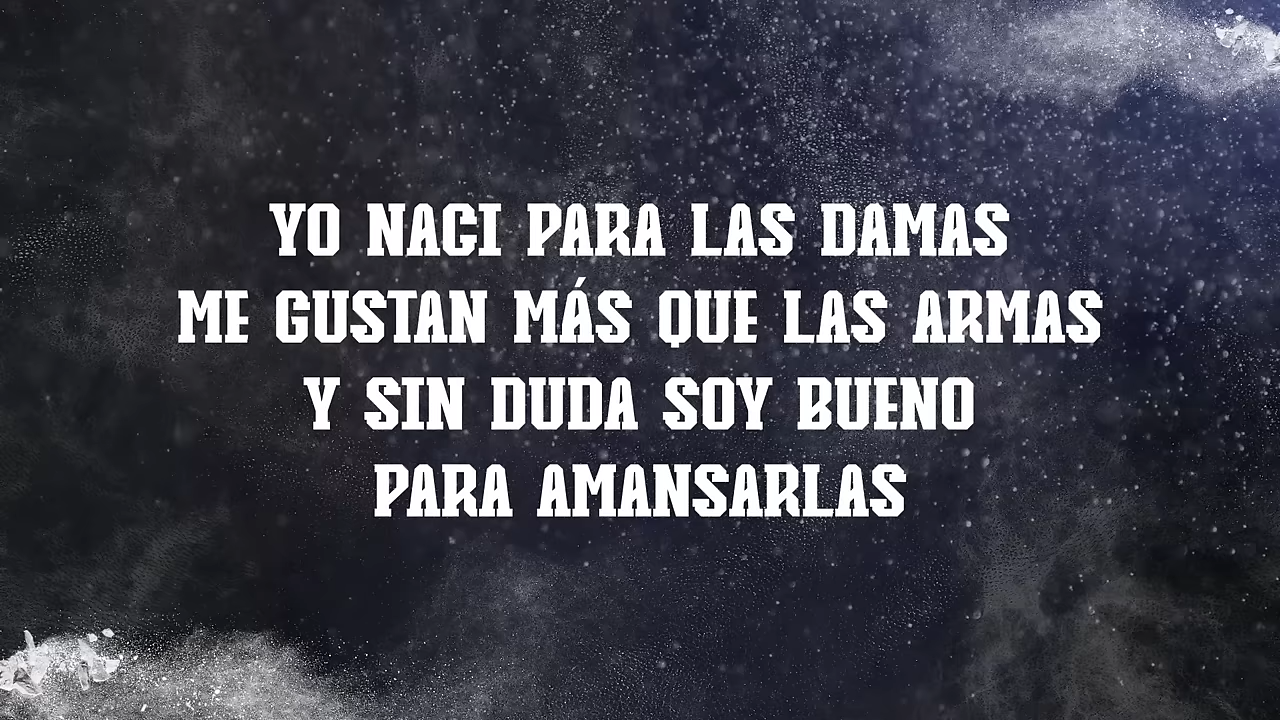 YO NACI PARA LAS DAMAS
ME GUSTAN MÁS QUE LAS ARMAS
Y SIN DUDA SOY BUENO
PARA AMANSARLAS